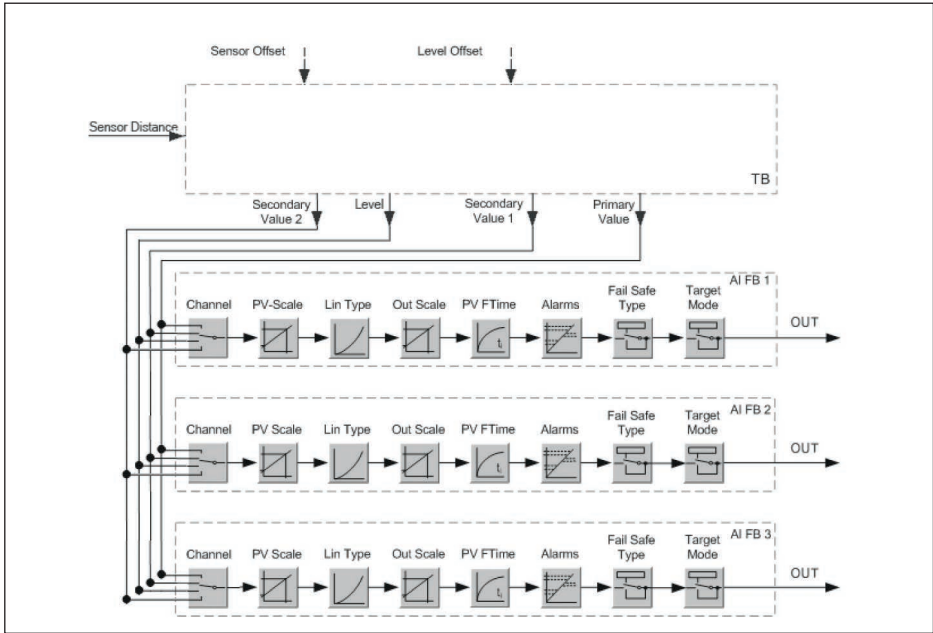 Sensor Offset
Level Offset
Sensor Distance
TB
Secondary
Value 2
Level
Secondary
Value 1
Primary
Value
AI FB 1
Channel
PV-Scale
Lin Type
Out Scale
PV FTime
Alarms
Fail Safe
Type
Target
Mode
OUT
t
AI FB 2
Channel
PV Scale
Lin Type
Out Scale
PV FTime
Alarms
Fail Safe
Type
Target
Mode
OUT
t
AI FB 3
Channel
PV Scale
Lin Type
Out Scale
PV FTime
Alarms
Fail Safe
Type
Target
Mode
OUT
t